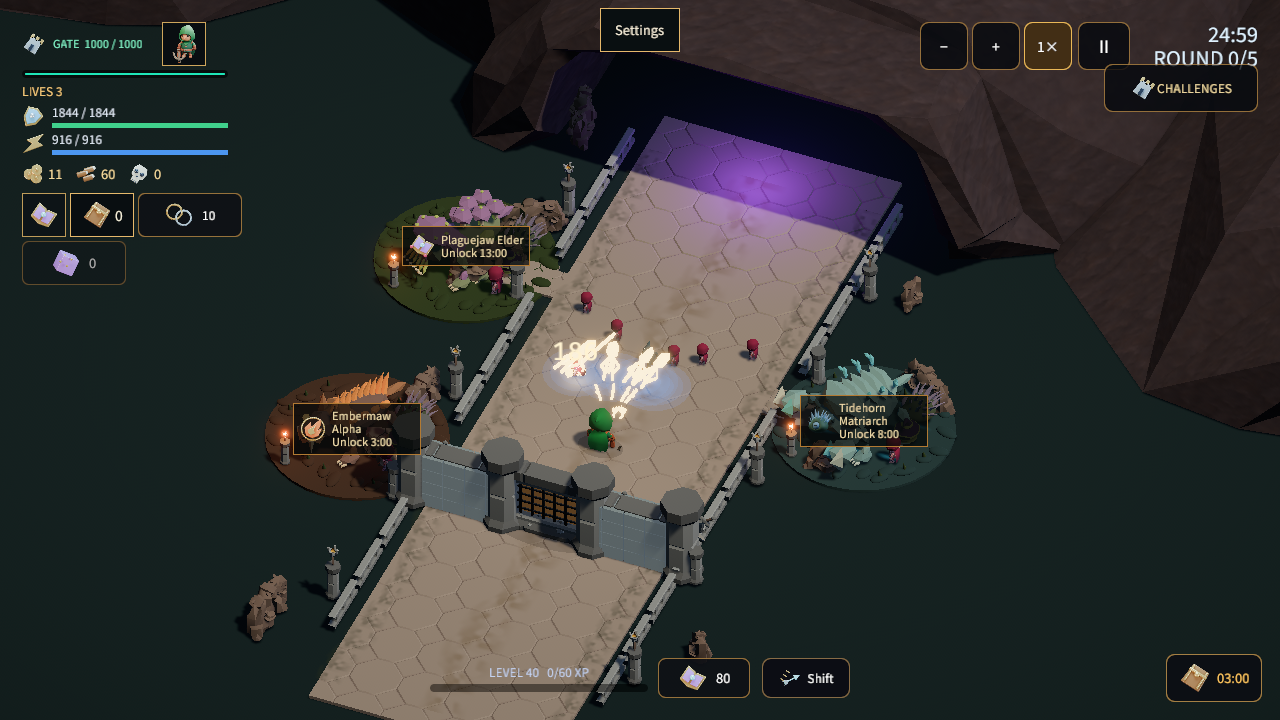 GATE 1000 / 1000
Settings
−
+
1×
24:59
ROUND 0/5
CHALLENGES
LIVES 3
1844 / 1844
916 / 916
11
60
0
0
10
0
Plaguejaw Elder
Unlock 13:00
Embermaw
Alpha
Unlock 3:00
Tidehorn
Matriarch
Unlock 8:00
LEVEL 40 0/60 XP
80
Shift
03:00